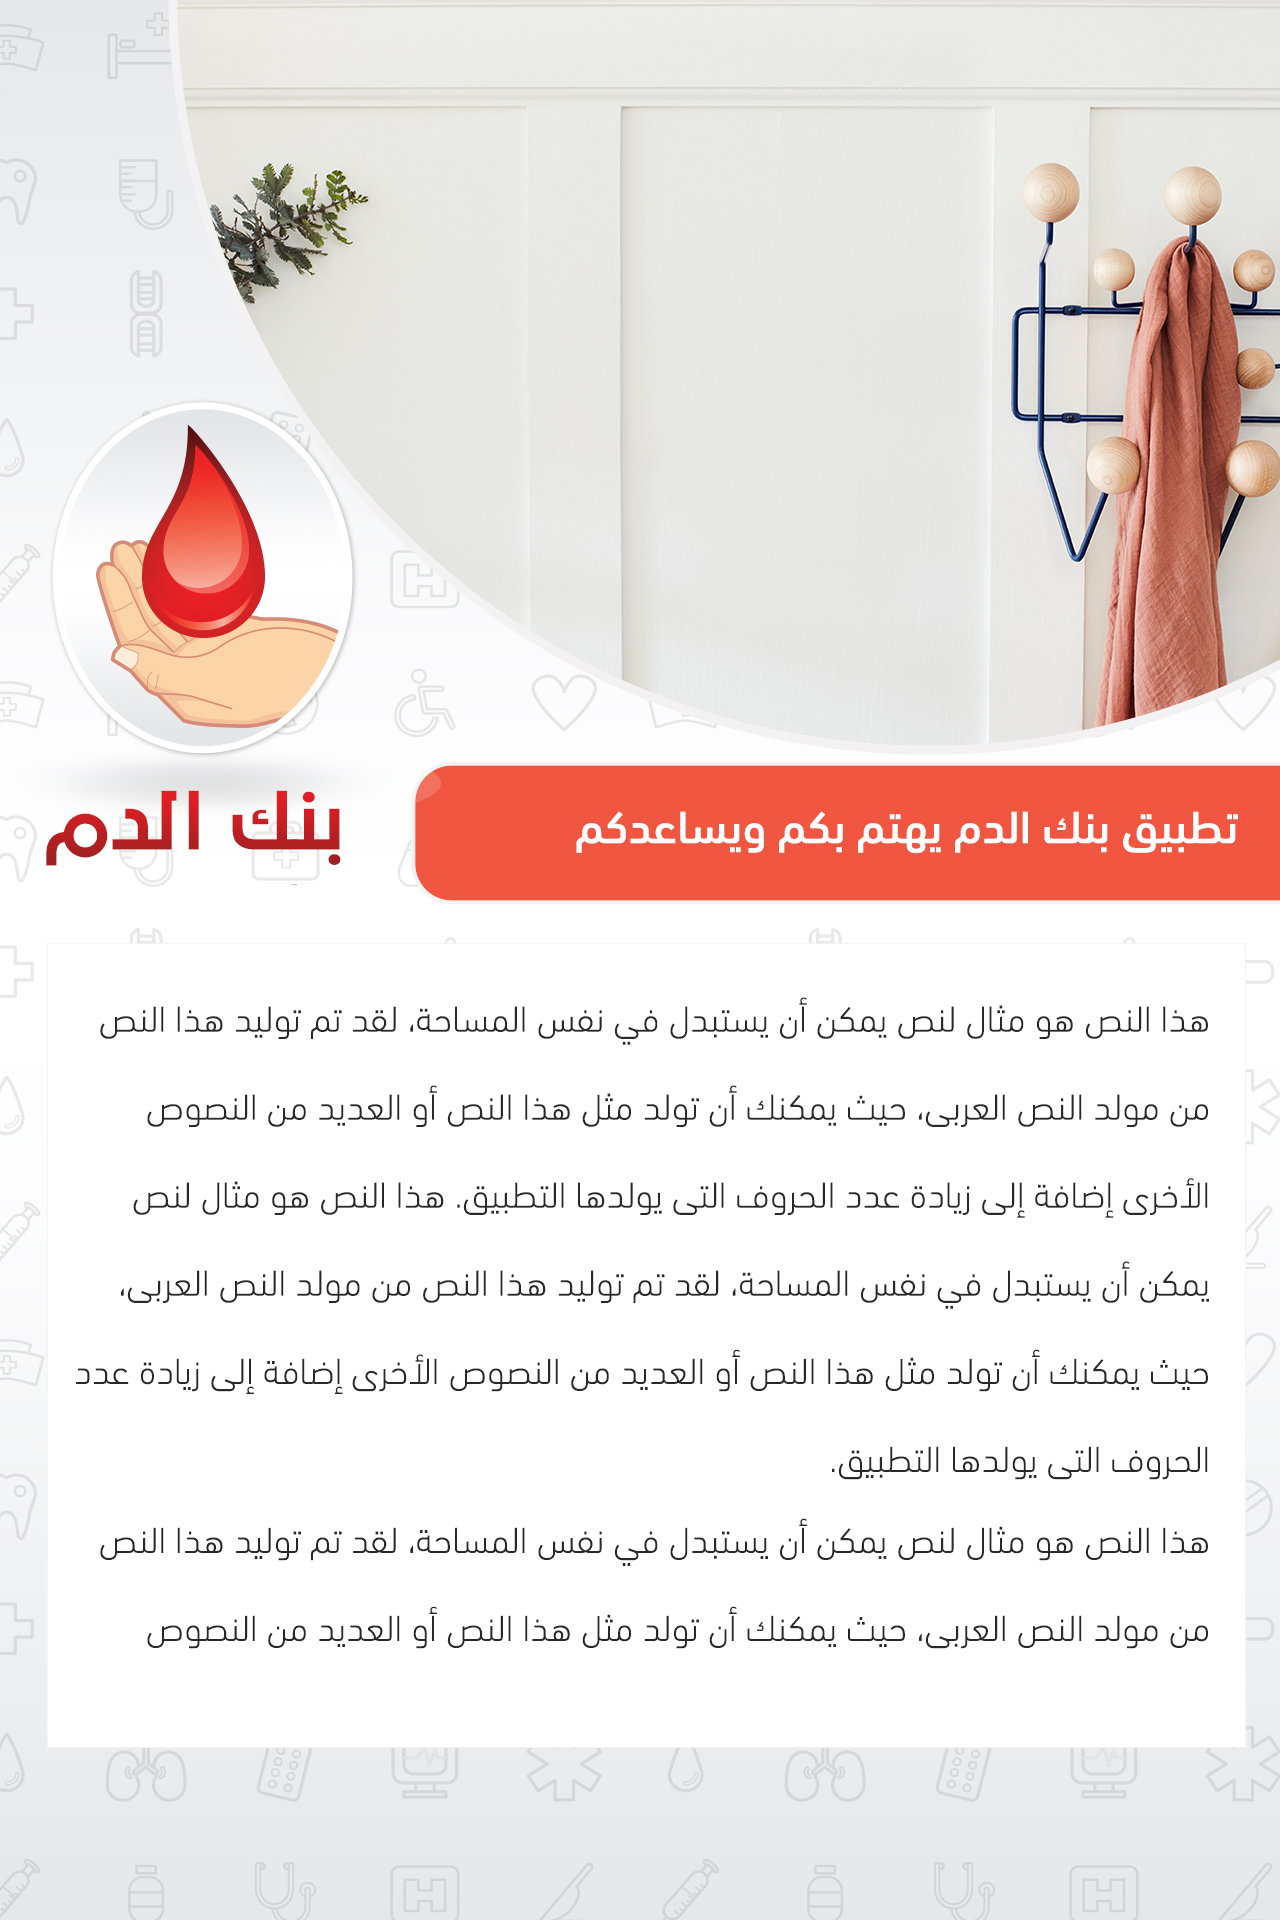 بنك الدم
تطبيق بنك الدم يهتم بكم ويساعدكم
هذا النص هو مثال لنص يمكن أن يستبدل في نفس المساحة، لقد تم توليد هذا النص
من مولد النص العربى، حيث يمكنك أن تولد مثل هذا النص أو العديد من النصوص
الأخرى إضافة إلى زيادة عدد الحروف التى يولدها التطبيق. هذا النص هو مثال لنص
يمكن أن يستبدل في نفس المساحة، لقد تم توليد هذا النص من مولد النص العربى،
حيث يمكنك أن تولد مثل هذا النص أو العديد من النصوص الأخرى إضافة إلى زيادة عدد
الحروف التى يولدها التطبيق.
هذا النص هو مثال لنص يمكن أن يستبدل في نفس المساحة، لقد تم توليد هذا النص
من مولد النص العربى، حيث يمكنك أن تولد مثل هذا النص أو العديد من النصوص